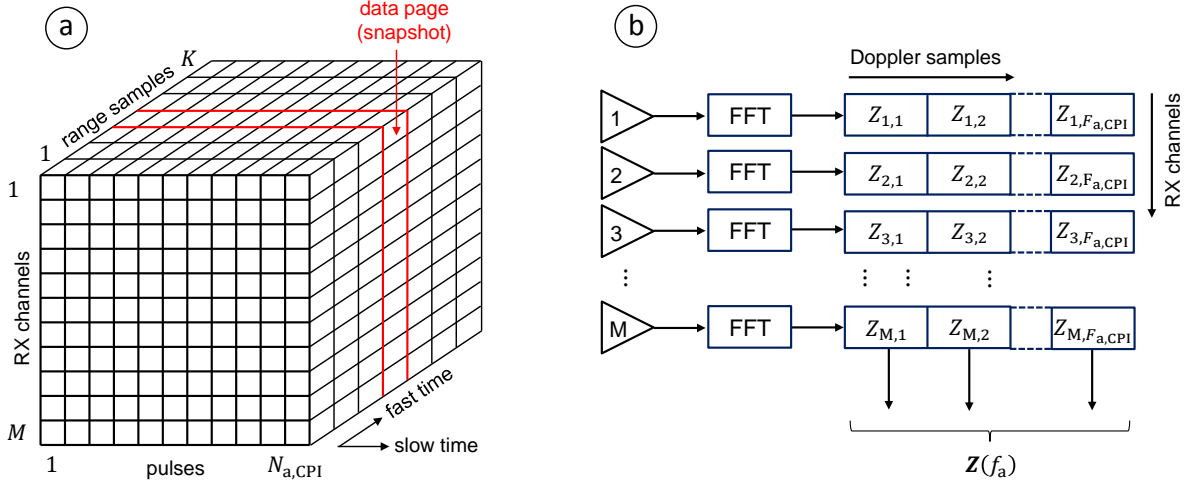 a
data page
(snapshot)
K
range samples
1
1
RX channels
M
1
pulses
N_{a,CPI}
fast time
slow time
b
Doppler samples
1
FFT
Z_{1,1}
Z_{1,2}
Z_{1,F_{a,CPI}}
2
FFT
Z_{2,1}
Z_{2,2}
Z_{2,F_{a,CPI}}
3
FFT
Z_{3,1}
Z_{3,2}
Z_{3,F_{a,CPI}}
RX channels
⋯
⋮
⋮
⋮
M
FFT
Z_{M,1}
Z_{M,2}
Z_{M,F_{a,CPI}}
Z(f_a)